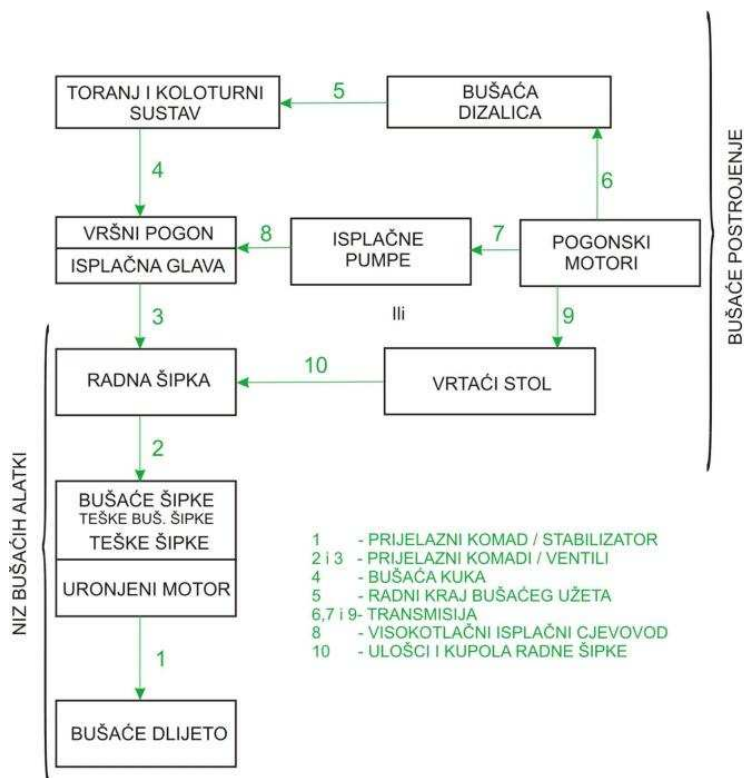 TORANJ I KOLOTURNI
SUSTAV
5
BUŠAĆA
DIZALICA
4
6
VRŠNI POGON
ISPLAČNA GLAVA
8
ISPLAČNE
PUMPE
7
POGONSKI
MOTORI
BUŠAĆE POSTROJENJE
3
Ili
9
RADNA ŠIPKA
10
VRTAĆI STOL
2
NIZ BUŠAĆIH ALATKI
BUŠAĆE ŠIPKE
TEŠKE BUŠ. ŠIPKE
TEŠKE ŠIPKE
URONJENI MOTOR
1
BUŠAĆE DLIJETO
1 - PRIJELAZNI KOMAD / STABILIZATOR
2 i 3 - PRIJELAZNI KOMADI / VENTILI
4 - BUŠAĆA KUKA
5 - RADNI KRAJ BUŠAĆEG UŽETA
6,7 i 9- TRANSMISIJA
8 - VISOKOTLAČNI ISPLAČNI CJEVOVOD
10 - ULOŠCI I KUPOLA RADNE ŠIPKE